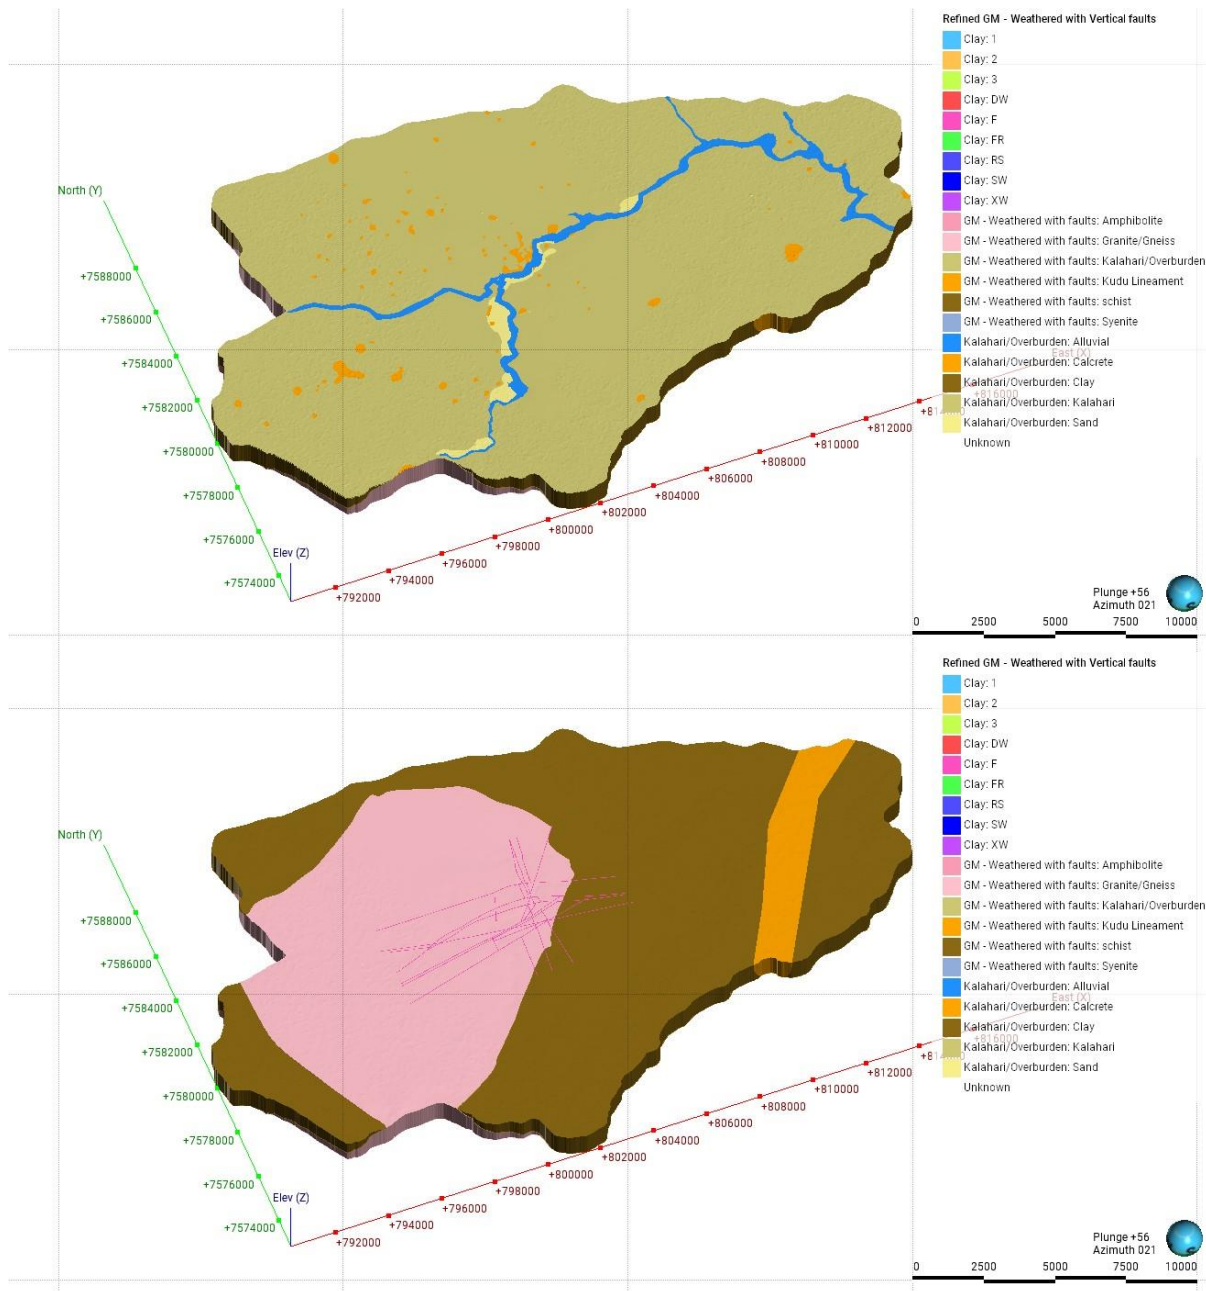 Refined GM - Weathered with Vertical faults
Clay: 1
Clay: 2
Clay: 3
Clay: DW
Clay: F
Clay: FR
Clay: RS
Clay: SW
Clay: XW
GM - Weathered with faults: Amphibolite
GM - Weathered with faults: Granite/Gneiss
GM - Weathered with faults: Kalahari/Overburden
GM - Weathered with faults: Kudu Lineament
GM - Weathered with faults: schist
GM - Weathered with faults: Syenite
Kalahari/Overburden: Alluvial
Kalahari/Overburden: Calcrete
Kalahari/Overburden: Clay
Kalahari/Overburden: Kalahari
Kalahari/Overburden: Sand
Unknown
North (Y)
+7588000
+7586000
+7584000
+7582000
+7580000
+7578000
+7576000
+7574000
Elev (Z)
East (X)
+816000
+812000
+810000
+808000
+806000
+804000
+802000
+800000
+798000
+796000
+794000
+792000
Plunge +56
Azimuth 021
0 2500 5000 7500 10000
Refined GM - Weathered with Vertical faults
Clay: 1
Clay: 2
Clay: 3
Clay: DW
Clay: F
Clay: FR
Clay: RS
Clay: SW
Clay: XW
GM - Weathered with faults: Amphibolite
GM - Weathered with faults: Granite/Gneiss
GM - Weathered with faults: Kalahari/Overburden
GM - Weathered with faults: Kudu Lineament
GM - Weathered with faults: schist
GM - Weathered with faults: Syenite
Kalahari/Overburden: Alluvial
Kalahari/Overburden: Calcrete
Kalahari/Overburden: Clay
Kalahari/Overburden: Kalahari
Kalahari/Overburden: Sand
Unknown
North (Y)
+7588000
+7586000
+7584000
+7582000
+7580000
+7578000
+7576000
+7574000
Elev (Z)
East (X)
+816000
+812000
+810000
+808000
+806000
+804000
+802000
+800000
+798000
+796000
+794000
+792000
Plunge +56
Azimuth 021
0 2500 5000 7500 10000